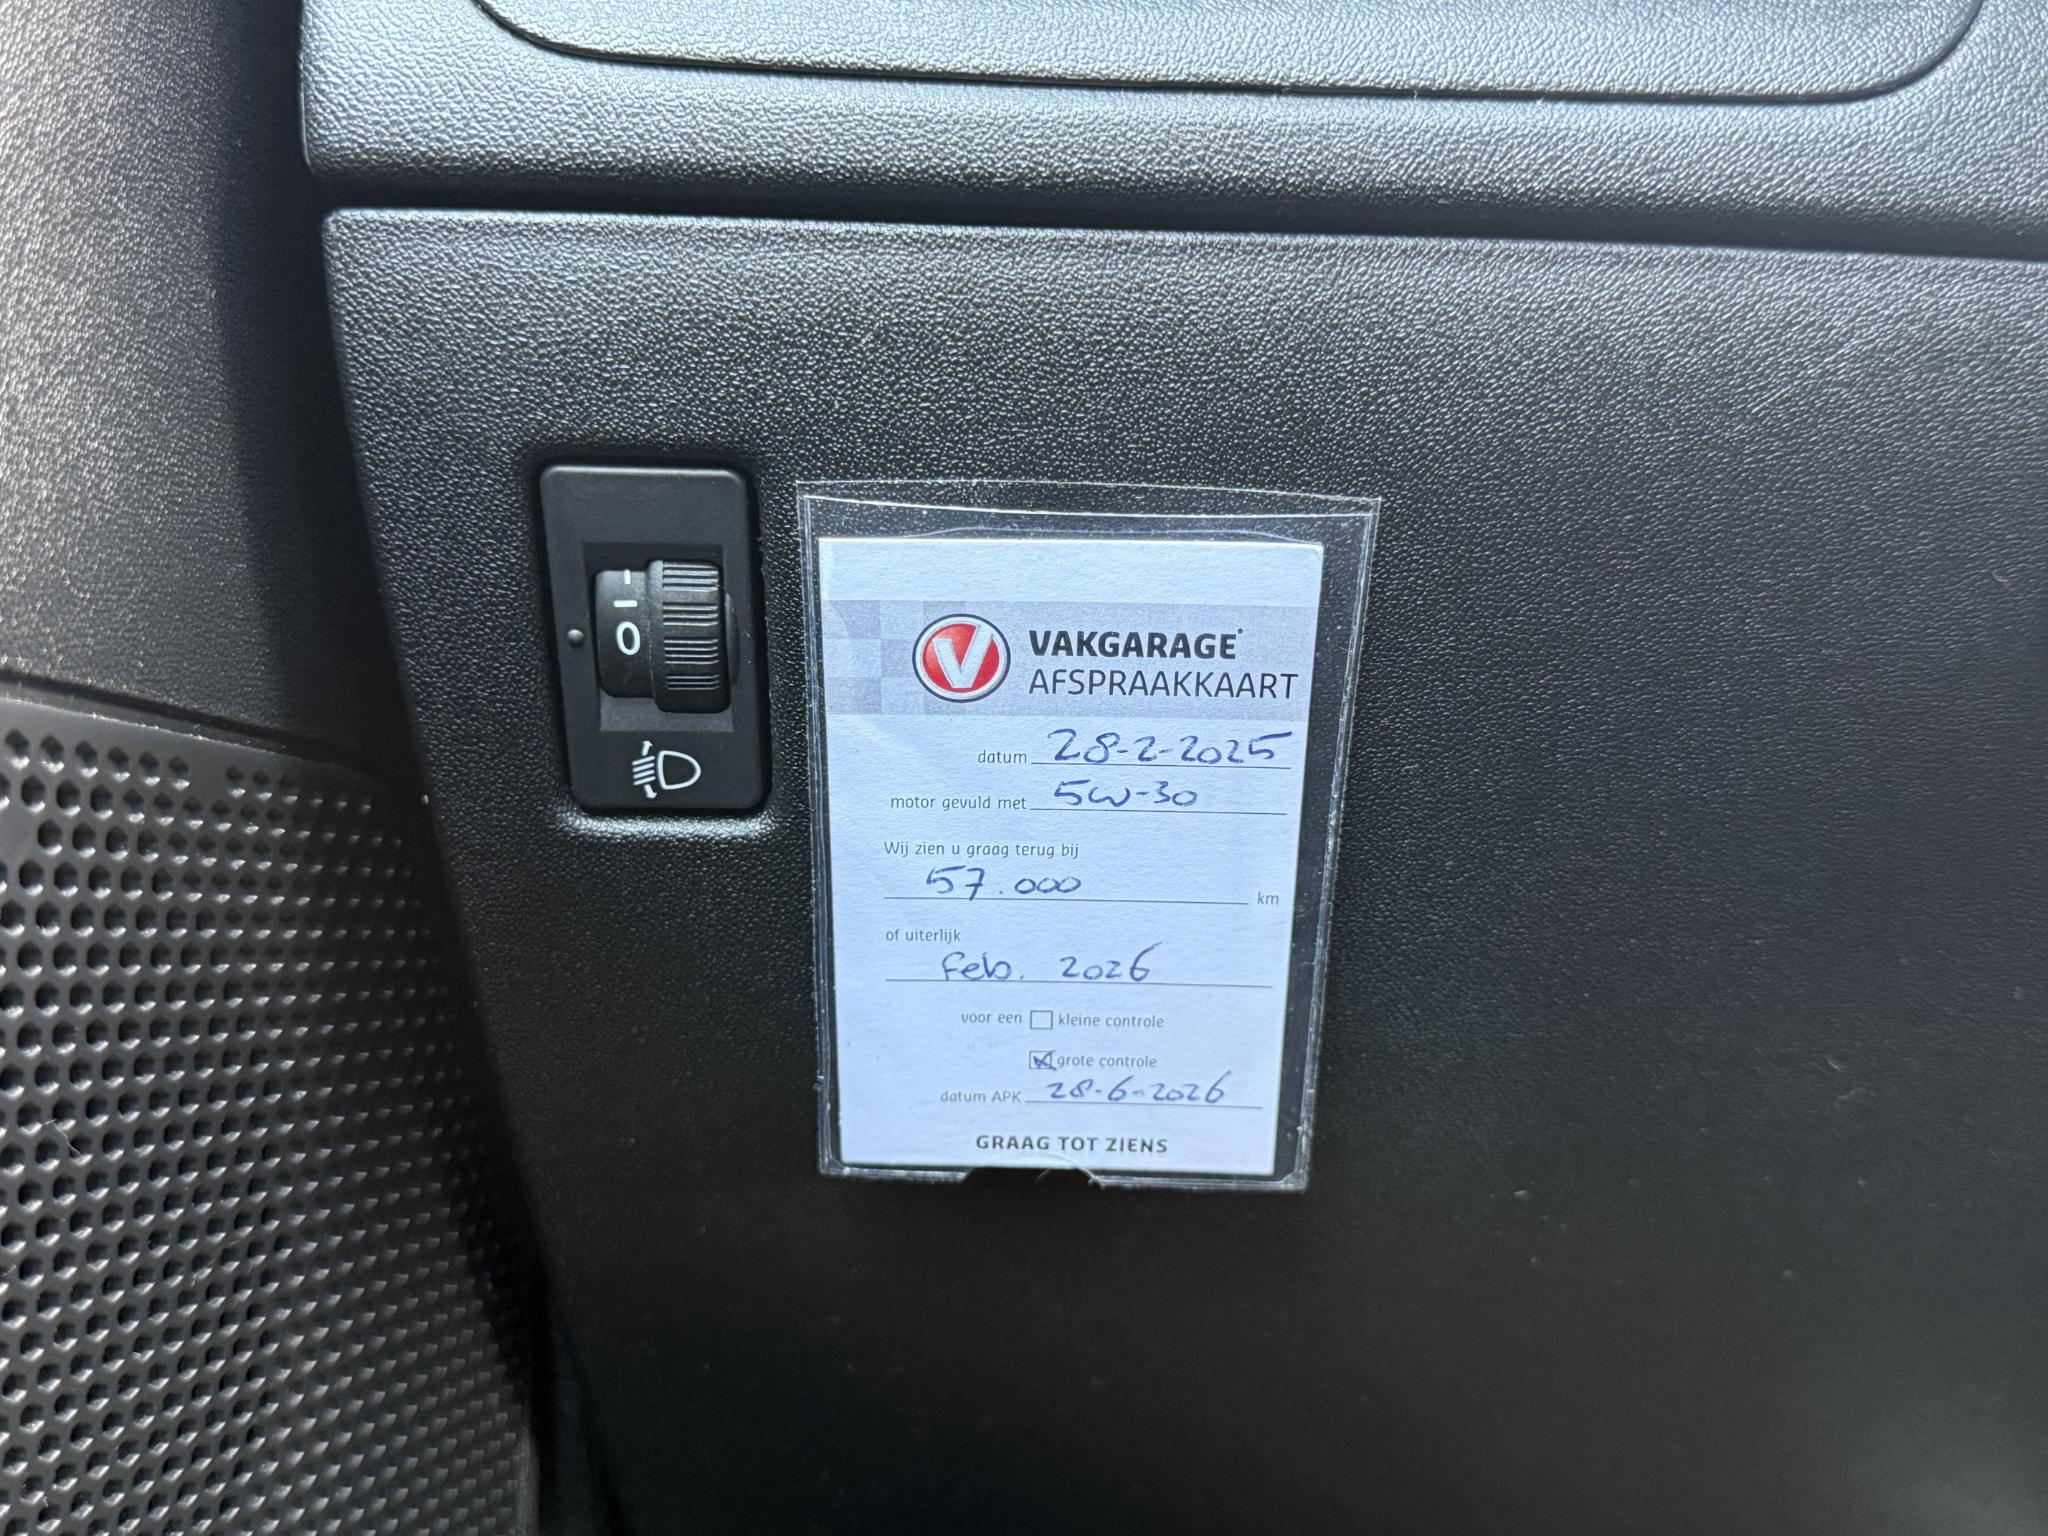 0
V VAKGARAGE
AFSPRAAKKAART
datum 28-2-2025
motor gevuld met 5w-30
Wij zien u graag terug bij
57.000 km
of uiterlijk
feb. 2026
voor een kleine controle
grote controle
datum APK 28-6-2026
GRAAG TOT ZIENS